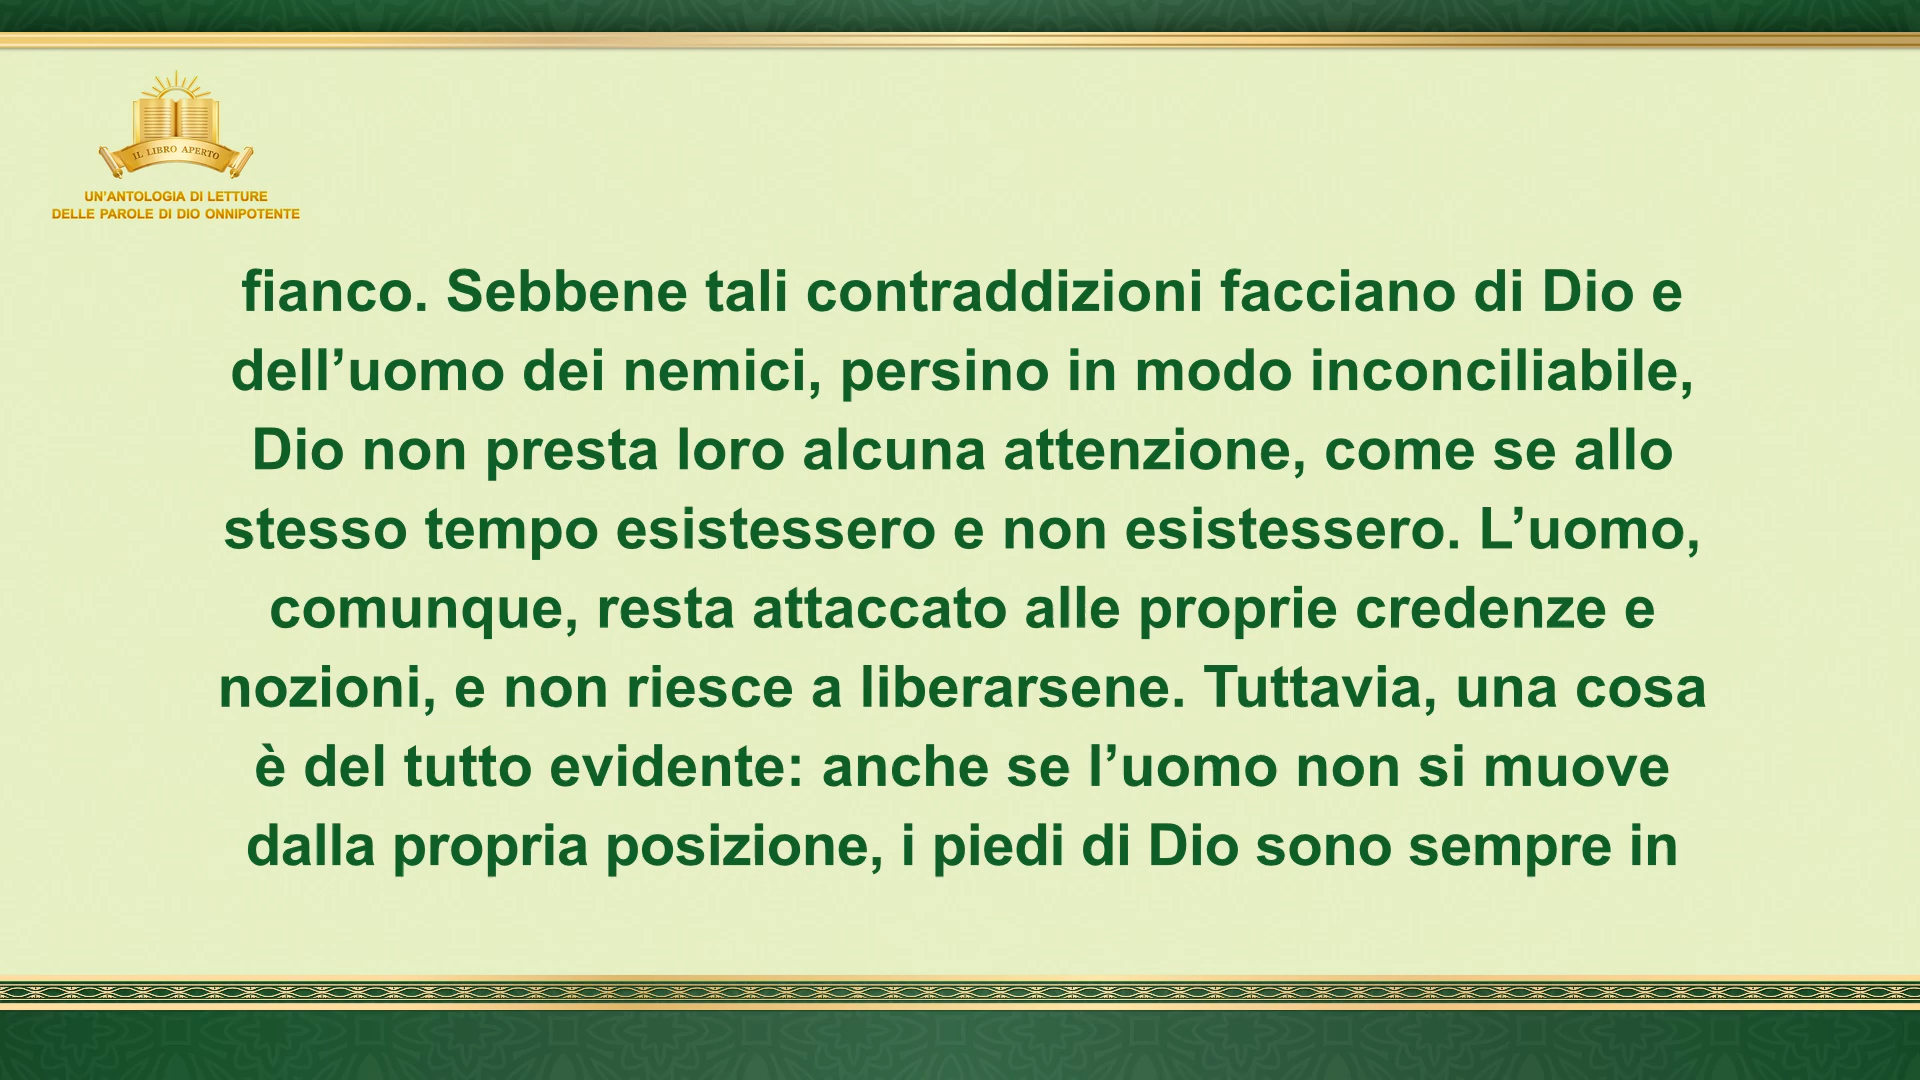 IL LIBRO APERTO
UN’ANTOLOGIA DI LETTURE
DELLE PAROLE DI DIO ONNIPOTENTE
fianco. Sebbene tali contraddizioni facciano di Dio e
dell’uomo dei nemici, persino in modo inconciliabile,
Dio non presta loro alcuna attenzione, come se allo
stesso tempo esistessero e non esistessero. L’uomo,
comunque, resta attaccato alle proprie credenze e
nozioni, e non riesce a liberarsene. Tuttavia, una cosa
è del tutto evidente: anche se l’uomo non si muove
dalla propria posizione, i piedi di Dio sono sempre in